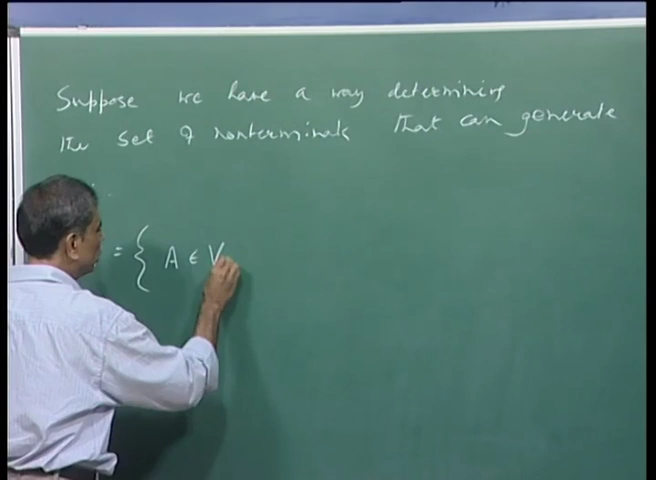 Suppose we have a way determining
the set of nonterminals that can generate
= { A ∈ V